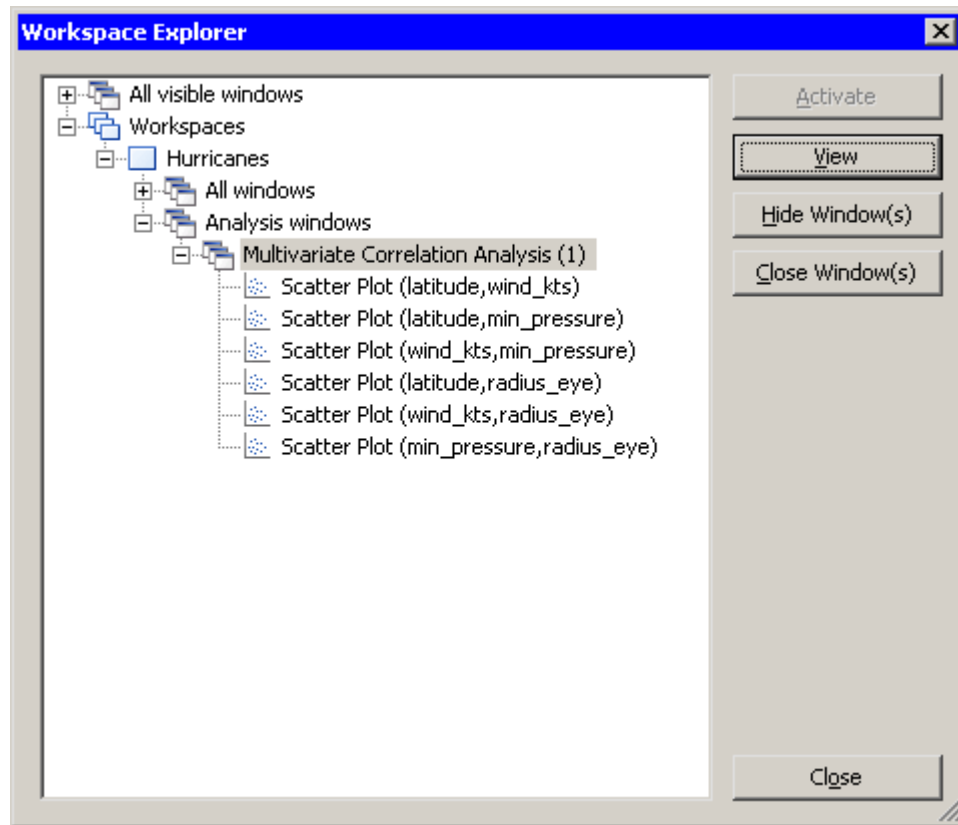 Workspace Explorer
All visible windows
Workspaces
Hurricanes
All windows
Analysis windows
Multivariate Correlation Analysis (1)
Scatter Plot (latitude,wind_kts)
Scatter Plot (latitude,min_pressure)
Scatter Plot (wind_kts,min_pressure)
Scatter Plot (latitude,radius_eye)
Scatter Plot (wind_kts,radius_eye)
Scatter Plot (min_pressure,radius_eye)
Activate
View
Hide Window(s)
Close Window(s)
Close